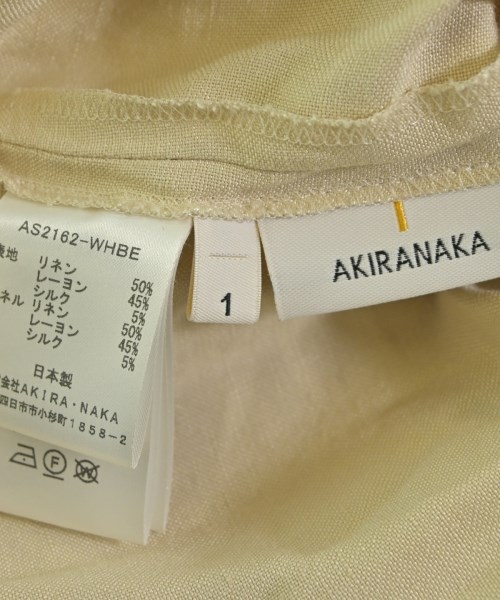 AS2162-WHBE
表地 リネン 50%
レーヨン 45%
シルク 5%
ネル リネン 50%
レーヨン 45%
シルク 5%
日本製
会社AKIRA・NAKA
四日市市小杉町1858-2
F
W
1
AKIRANAKA